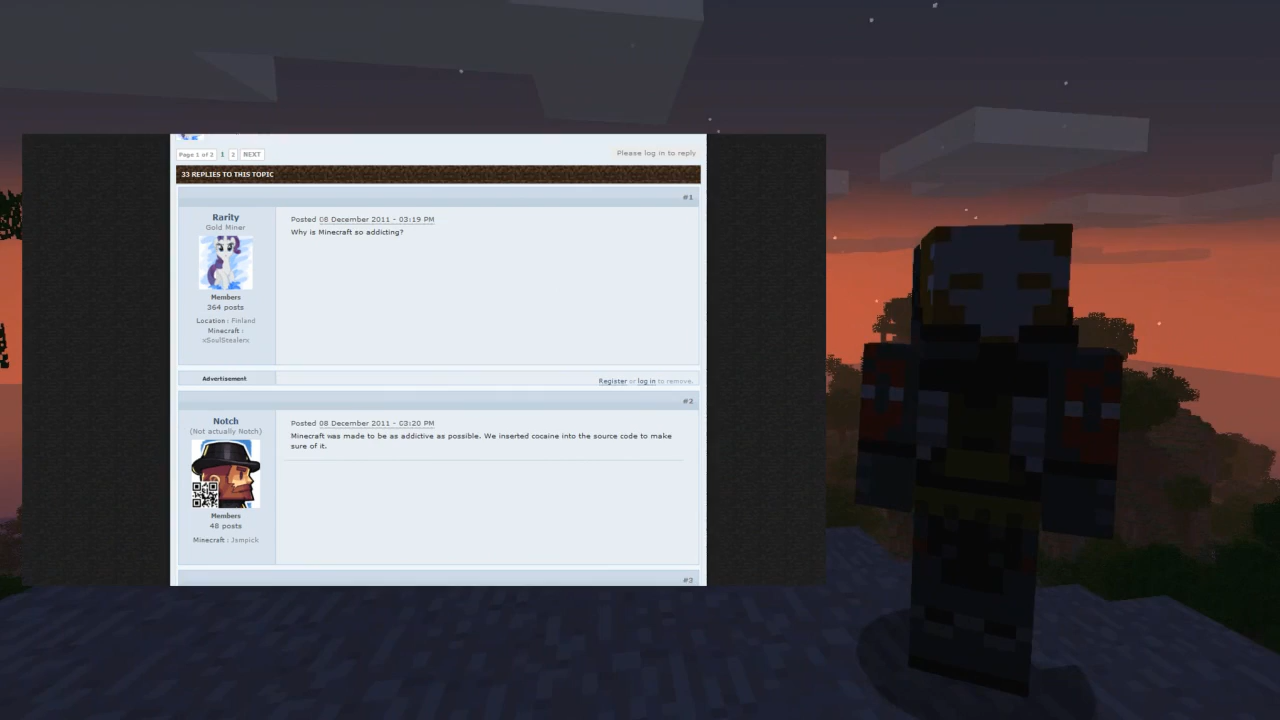 Page 1 of 2 1 2 NEXT
Please log in to reply
33 REPLIES TO THIS TOPIC
#1
Rarity
Gold Miner
Members
364 posts
Location : Finland
Minecraft :
xSoulStealerx
Posted 08 December 2011 - 03:19 PM
Why is Minecraft so addicting?
Advertisement
Register or log in to remove.
#2
Notch
(Not actually Notch)
Members
48 posts
Minecraft : Jsmpick
Posted 08 December 2011 - 03:20 PM
Minecraft was made to be as addictive as possible. We inserted cocaine into the source code to make
sure of it.
#3